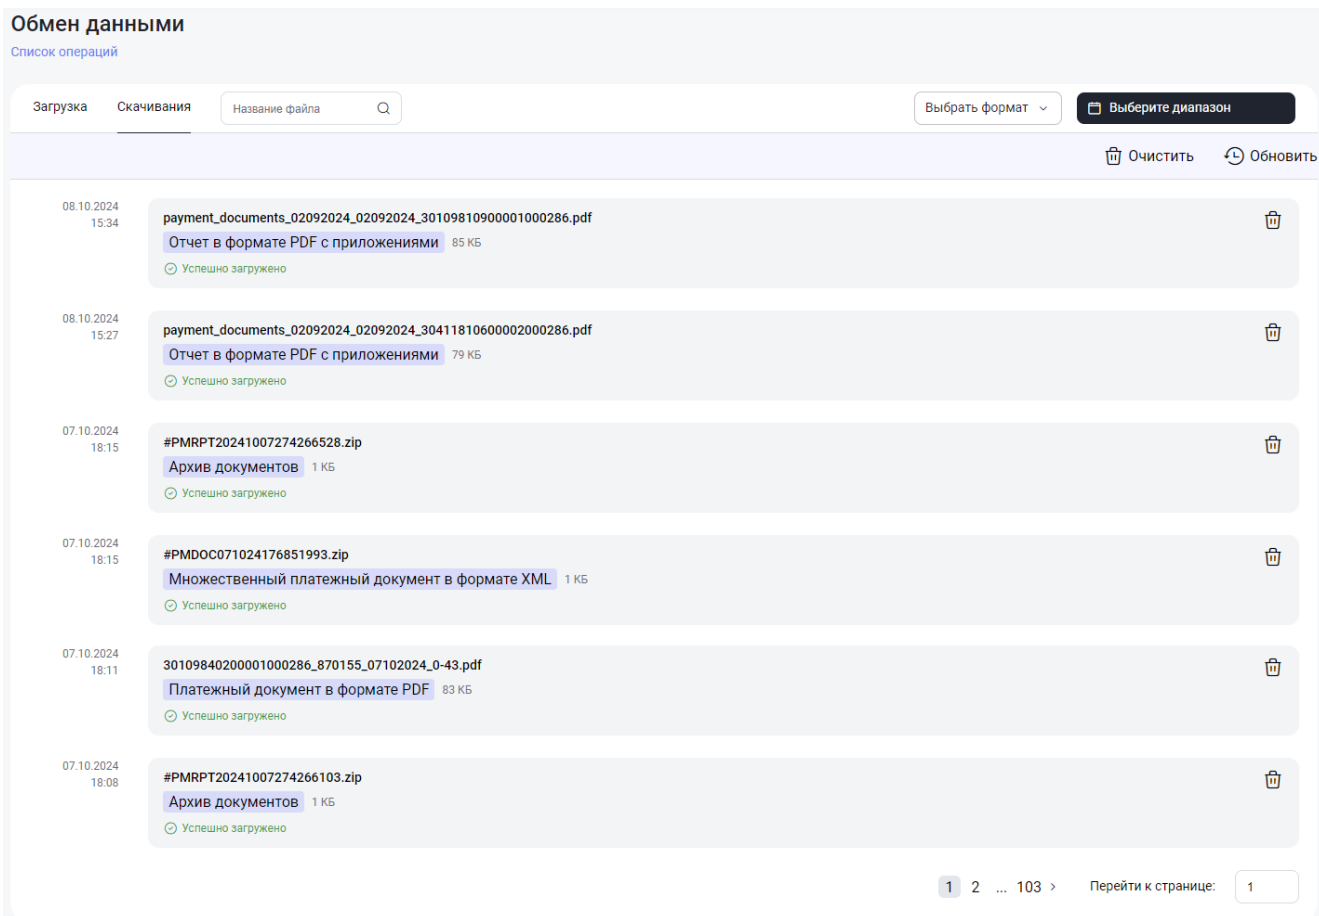 Обмен данными
Список операций
Загрузка Скачивания Название файла Выбрать формат Выберите диапазон
Очистить Обновить
08.10.2024
15:34
payment_documents_02092024_02092024_30109810900001000286.pdf
Отчет в формате PDF с приложениями 85 КБ
Успешно загружено
08.10.2024
15:27
payment_documents_02092024_02092024_30411810600002000286.pdf
Отчет в формате PDF с приложениями 79 КБ
Успешно загружено
07.10.2024
18:15
#PMRPT20241007274266528.zip
Архив документов 1 КБ
Успешно загружено
07.10.2024
18:15
#PMDOC071024176851993.zip
Множественный платежный документ в формате XML 1 КБ
Успешно загружено
07.10.2024
18:11
30109840200001000286_870155_07102024_0-43.pdf
Платежный документ в формате PDF 83 КБ
Успешно загружено
07.10.2024
18:08
#PMRPT20241007274266103.zip
Архив документов 1 КБ
Успешно загружено
1 2 ... 103 > Перейти к странице: 1